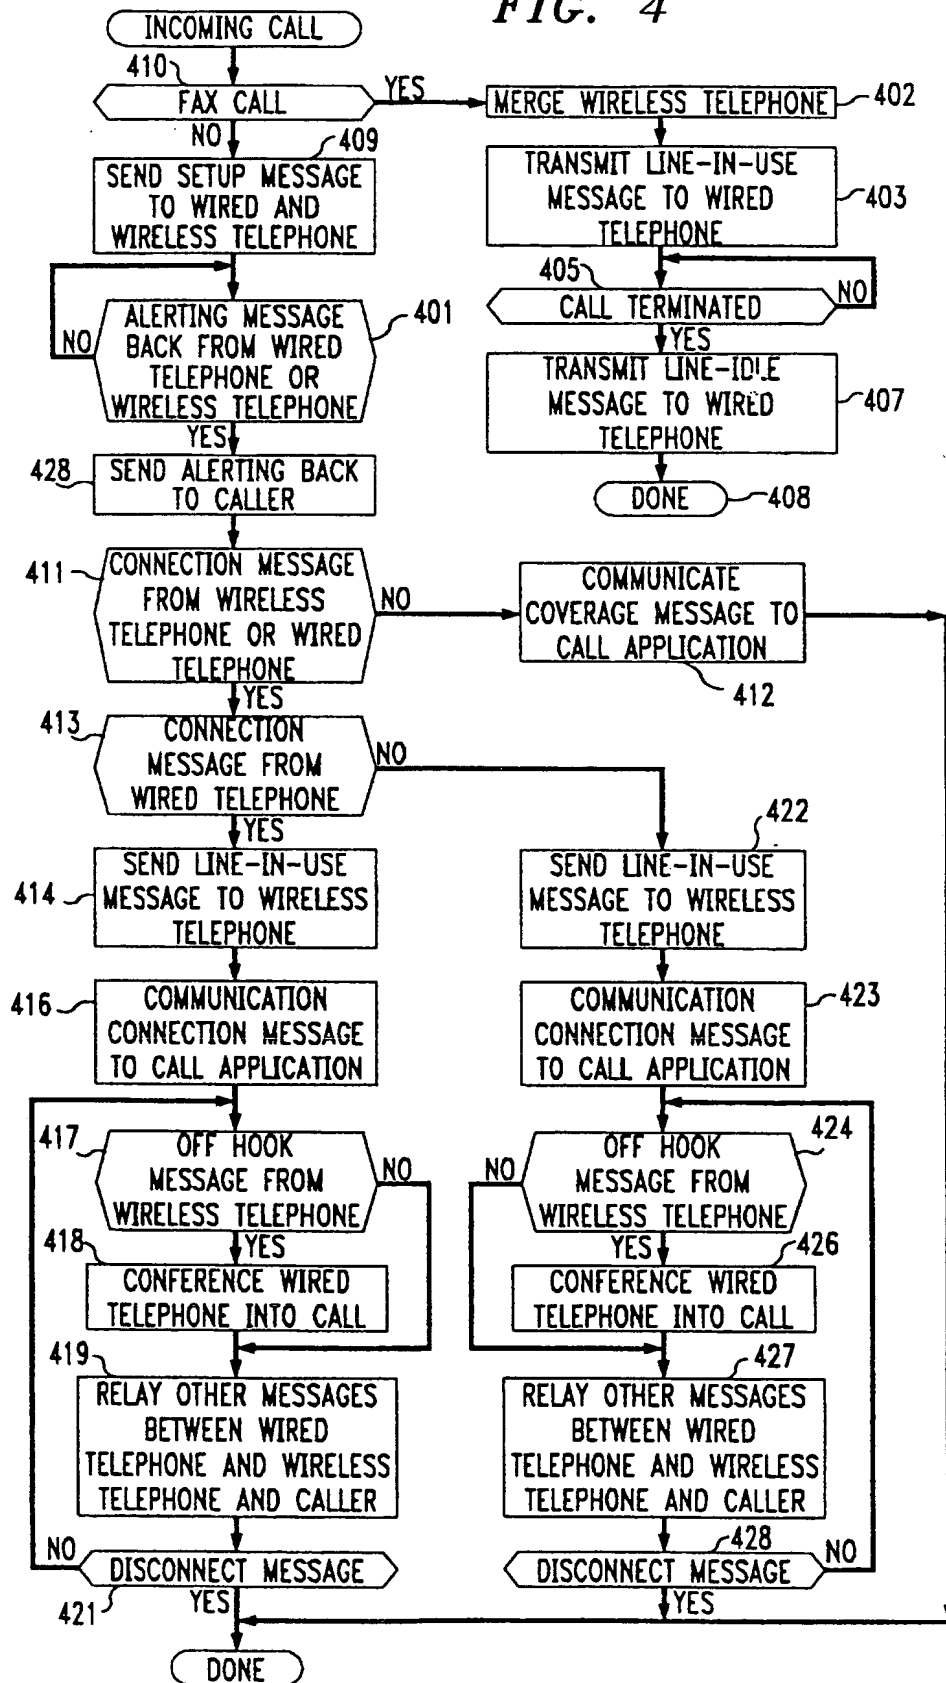 FIG. 4
INCOMING CALL
410
FAX CALL
YES
NO
409
SEND SETUP MESSAGE
TO WIRED AND
WIRELESS TELEPHONE
ALERTING MESSAGE
BACK FROM WIRED
TELEPHONE OR
WIRELESS TELEPHONE
401
NO
YES
428
SEND ALERTING BACK
TO CALLER
MERGE WIRELESS TELEPHONE
402
TRANSMIT LINE-IN-USE
MESSAGE TO WIRED
TELEPHONE
403
405
CALL TERMINATED
NO
YES
TRANSMIT LINE-IDLE
MESSAGE TO WIRED
TELEPHONE
407
DONE
408
411
CONNECTION MESSAGE
FROM WIRELESS
TELEPHONE OR WIRED
TELEPHONE
NO
YES
COMMUNICATE
COVERAGE MESSAGE TO
CALL APPLICATION
412
413
CONNECTION
MESSAGE FROM
WIRED TELEPHONE
NO
YES
414
SEND LINE-IN-USE
MESSAGE TO WIRELESS
TELEPHONE
416
COMMUNICATION
CONNECTION MESSAGE
TO CALL APPLICATION
417
OFF HOOK
MESSAGE FROM
WIRELESS TELEPHONE
NO
YES
418
CONFERENCE WIRED
TELEPHONE INTO CALL
419
RELAY OTHER MESSAGES
BETWEEN WIRED
TELEPHONE AND WIRELESS
TELEPHONE AND CALLER
NO
DISCONNECT MESSAGE
421
YES
422
SEND LINE-IN-USE
MESSAGE TO WIRELESS
TELEPHONE
423
COMMUNICATION
CONNECTION MESSAGE
TO CALL APPLICATION
424
OFF HOOK
MESSAGE FROM
WIRELESS TELEPHONE
NO
YES
426
CONFERENCE WIRED
TELEPHONE INTO CALL
427
RELAY OTHER MESSAGES
BETWEEN WIRED
TELEPHONE AND WIRELESS
TELEPHONE AND CALLER
428
DISCONNECT MESSAGE
NO
YES
DONE